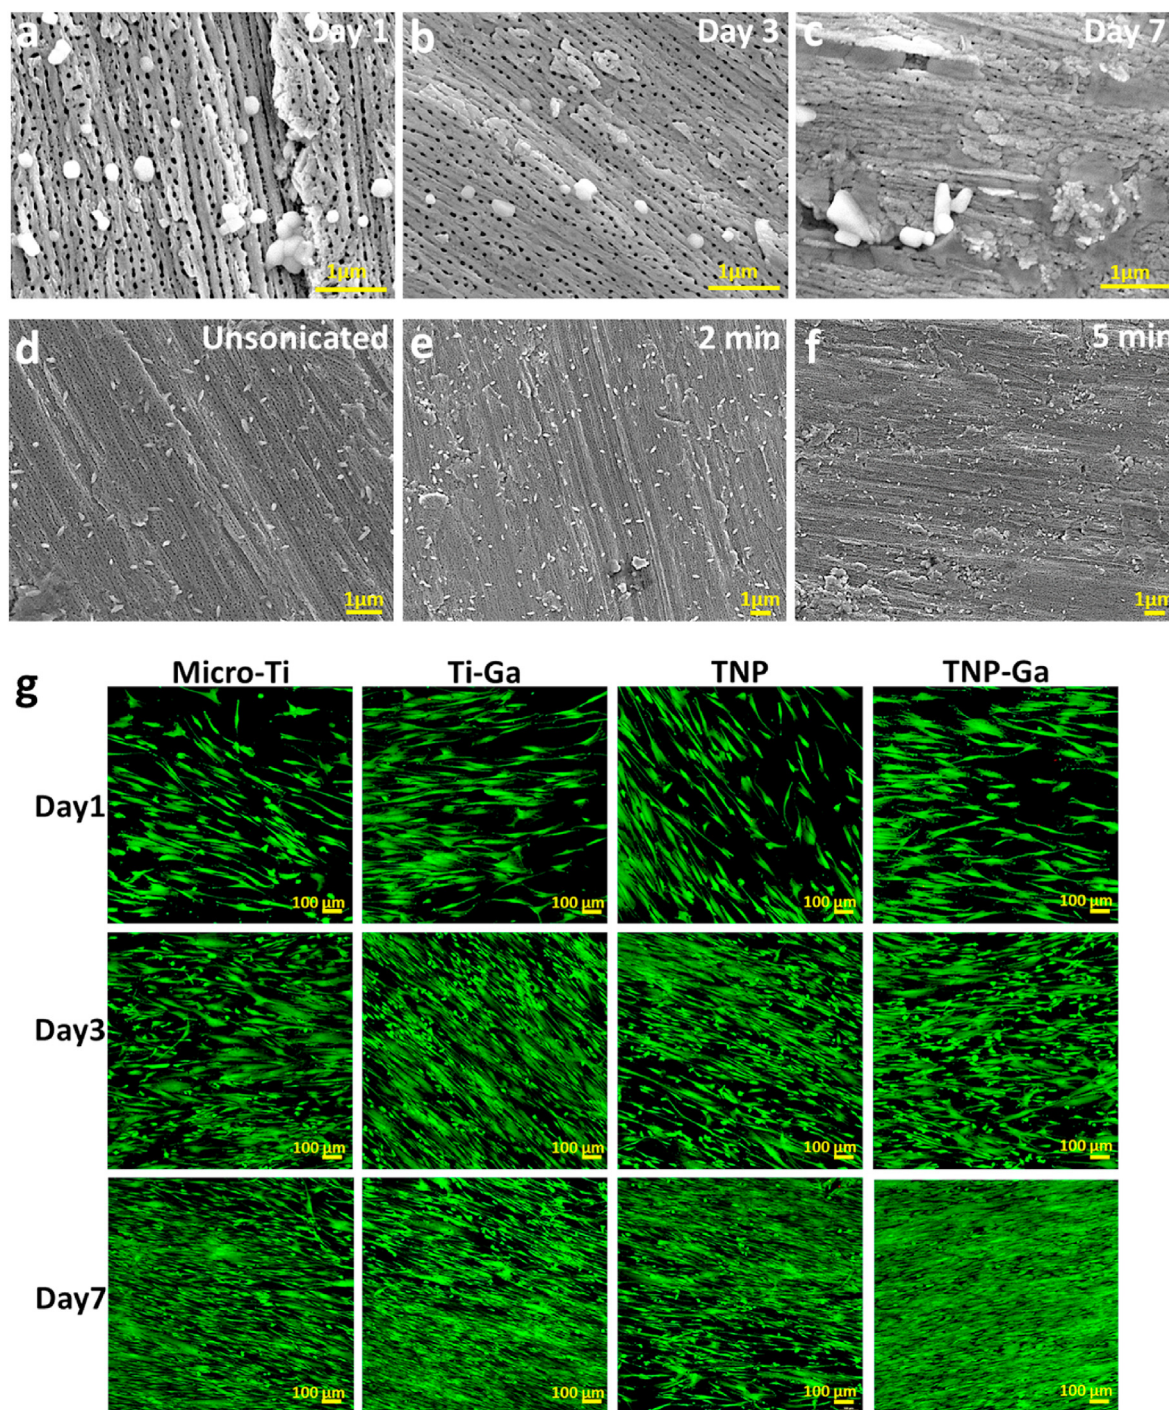 a Day 1
b Day 3
c Day 7
1µm
1µm
1µm
d Unsonicated
e 2 min
f 5 min
1µm
1µm
1µm
g
Micro-Ti Ti-Ga TNP TNP-Ga
Day1
100 µm 100 µm 100 µm 100 µm
Day3
100 µm 100 µm 100 µm 100 µm
Day7
100 µm 100 µm 100 µm 100 µm